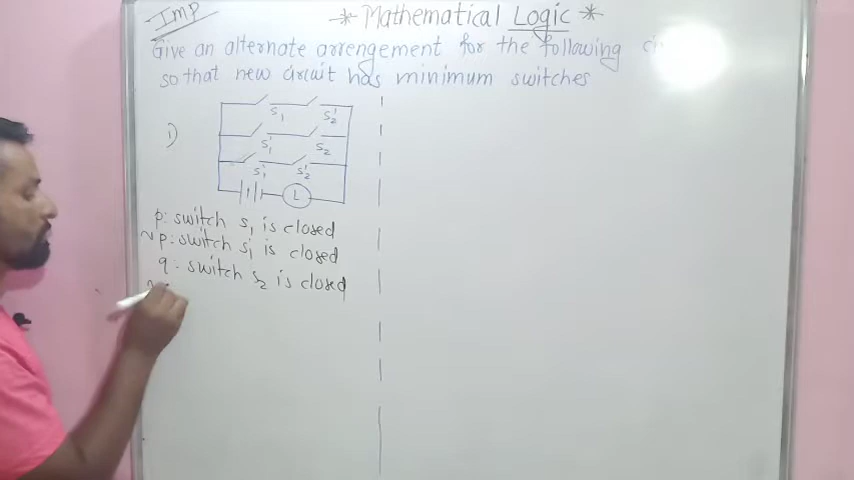 IMP
-*- Mathematical Logic -*-
Give an alternate arrangement for the following
so that new circuit has minimum switches
1)
S1 S2'
S1' S2
S1' S2'
L
p: switch s1 is closed
~p: switch s1' is closed
q: switch s2 is closed
~